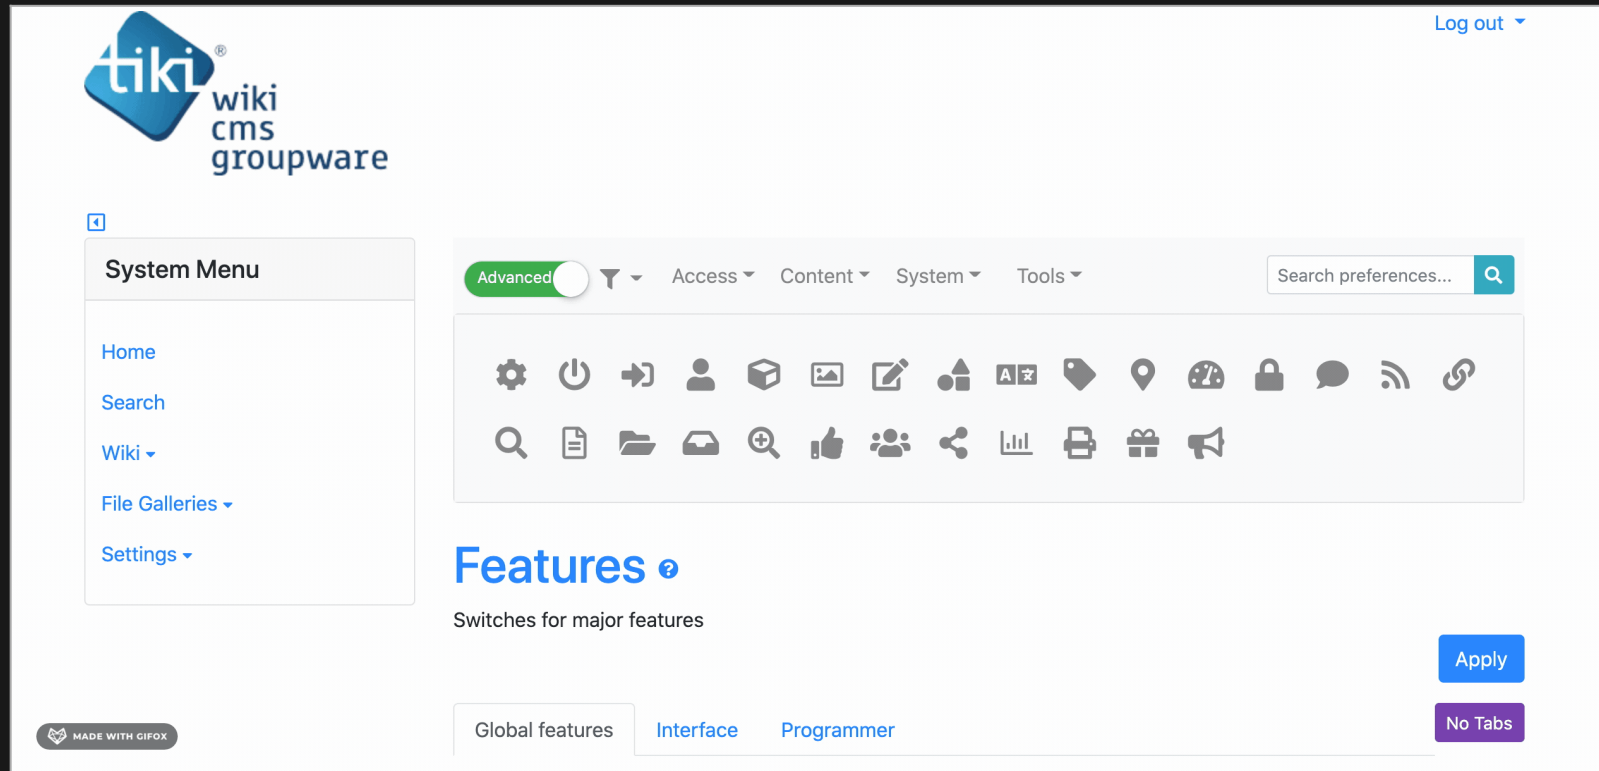 Log out
tiki®
wiki
cms
groupware
System Menu
Home
Search
Wiki
File Galleries
Settings
Advanced
Access
Content
System
Tools
Search preferences...
A
Features
Switches for major features
Apply
Global features
Interface
Programmer
No Tabs
MADE WITH GIFOX